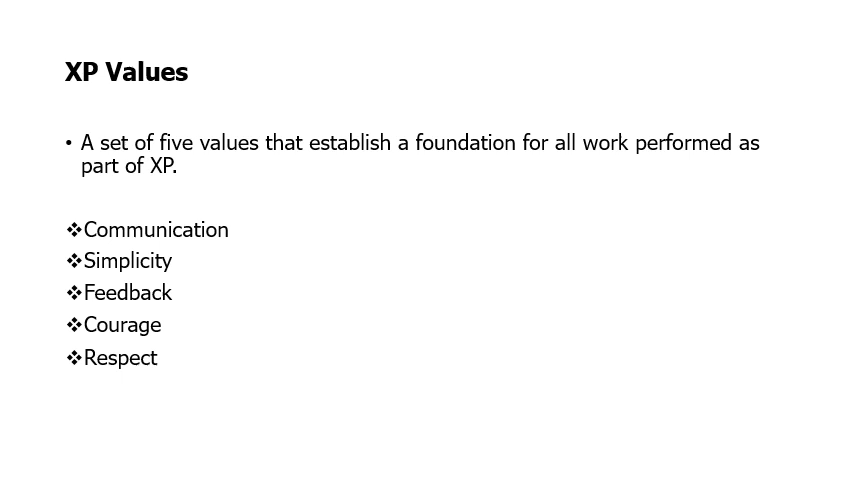 XP Values
• A set of five values that establish a foundation for all work performed as
part of XP.
❖Communication
❖Simplicity
❖Feedback
❖Courage
❖Respect